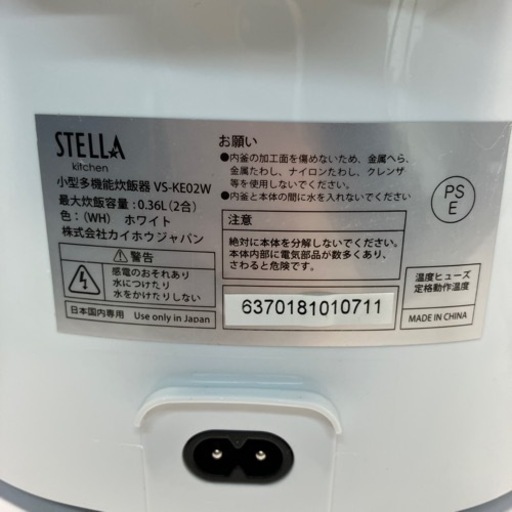 STELLA
kitchen
小型多機能炊飯器 VS-KE02W
最大炊飯容量:0.36L(2合)
色:(WH) ホワイト
株式会社カイホウジャパン
警告
感電のおそれあり
水につけたり
水をかけたりしない
日本国内専用 Use only in Japan
お願い
●内釜の加工面を傷めないため、金属へら、
金属たわし、ナイロンたわし、クレンザ
等を使用しないでください。
●内釜と本体の間に水を入れないでください
注意
絶対に本体を分解しないでください。
本体内部に電気部品が数多くあり、
さわると危険です。
6370181010711
PS
E
温度ヒューズ
定格動作温度
MADE IN CHINA